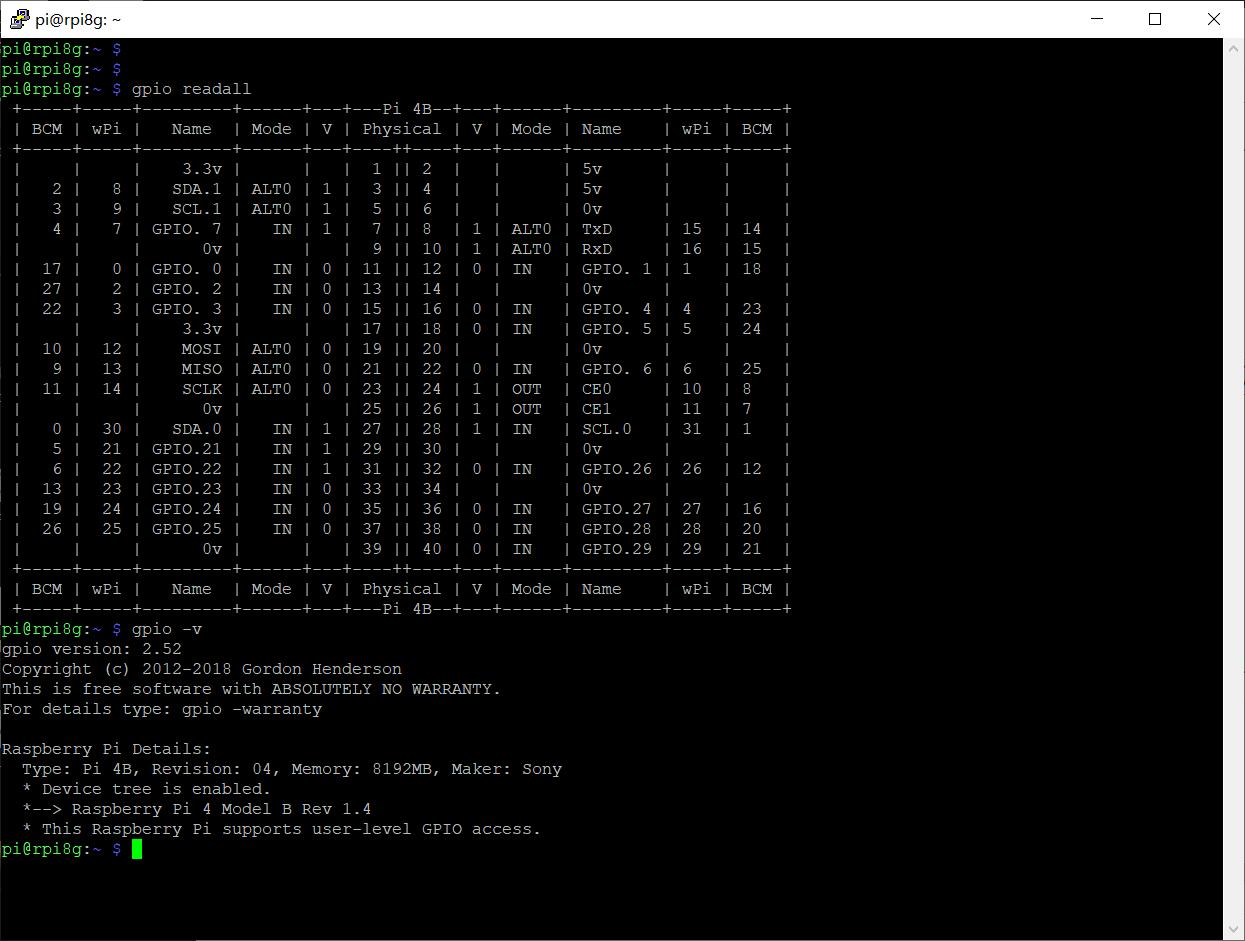 pi@rpi8g: ~
pi@rpi8g:~ $
pi@rpi8g:~ $
pi@rpi8g:~ $ gpio readall
 +-----+-----+---------+------+---+---Pi 4B--+---+------+---------+-----+-----+
 | BCM | wPi |   Name  | Mode | V | Physical | V | Mode | Name    | wPi | BCM |
 +-----+-----+---------+------+---+----++----+---+------+---------+-----+-----+
 |     |     |    3.3v |      |   |  1 || 2  |   |      | 5v      |     |     |
 |   2 |   8 |   SDA.1 | ALT0 | 1 |  3 || 4  |   |      | 5v      |     |     |
 |   3 |   9 |   SCL.1 | ALT0 | 1 |  5 || 6  |   |      | 0v      |     |     |
 |   4 |   7 | GPIO. 7 |   IN | 1 |  7 || 8  | 1 | ALT0 | TxD     | 15  | 14  |
 |     |     |      0v |      |   |  9 || 10 | 1 | ALT0 | RxD     | 16  | 15  |
 |  17 |   0 | GPIO. 0 |   IN | 0 | 11 || 12 | 0 | IN   | GPIO. 1 | 1   | 18  |
 |  27 |   2 | GPIO. 2 |   IN | 0 | 13 || 14 |   |      | 0v      |     |     |
 |  22 |   3 | GPIO. 3 |   IN | 0 | 15 || 16 | 0 | IN   | GPIO. 4 | 4   | 23  |
 |     |     |    3.3v |      |   | 17 || 18 | 0 | IN   | GPIO. 5 | 5   | 24  |
 |  10 |  12 |    MOSI | ALT0 | 0 | 19 || 20 |   |      | 0v      |     |     |
 |   9 |  13 |    MISO | ALT0 | 0 | 21 || 22 | 0 | IN   | GPIO. 6 | 6   | 25  |
 |  11 |  14 |    SCLK | ALT0 | 0 | 23 || 24 | 1 | OUT  | CE0     | 10  | 8   |
 |     |     |      0v |      |   | 25 || 26 | 1 | OUT  | CE1     | 11  | 7   |
 |   0 |  30 |   SDA.0 |   IN | 1 | 27 || 28 | 1 | IN   | SCL.0   | 31  | 1   |
 |   5 |  21 | GPIO.21 |   IN | 1 | 29 || 30 |   |      | 0v      |     |     |
 |   6 |  22 | GPIO.22 |   IN | 1 | 31 || 32 | 0 | IN   | GPIO.26 | 26  | 12  |
 |  13 |  23 | GPIO.23 |   IN | 0 | 33 || 34 |   |      | 0v      |     |     |
 |  19 |  24 | GPIO.24 |   IN | 0 | 35 || 36 | 0 | IN   | GPIO.27 | 27  | 16  |
 |  26 |  25 | GPIO.25 |   IN | 0 | 37 || 38 | 0 | IN   | GPIO.28 | 28  | 20  |
 |     |     |      0v |      |   | 39 || 40 | 0 | IN   | GPIO.29 | 29  | 21  |
 +-----+-----+---------+------+---+----++----+---+------+---------+-----+-----+
 | BCM | wPi |   Name  | Mode | V | Physical | V | Mode | Name    | wPi | BCM |
 +-----+-----+---------+------+---+---Pi 4B--+---+------+---------+-----+-----+
pi@rpi8g:~ $ gpio -v
gpio version: 2.52
Copyright (c) 2012-2018 Gordon Henderson
This is free software with ABSOLUTELY NO WARRANTY.
For details type: gpio -warranty

Raspberry Pi Details:
  Type: Pi 4B, Revision: 04, Memory: 8192MB, Maker: Sony
  * Device tree is enabled.
  *--> Raspberry Pi 4 Model B Rev 1.4
  * This Raspberry Pi supports user-level GPIO access.
pi@rpi8g:~ $